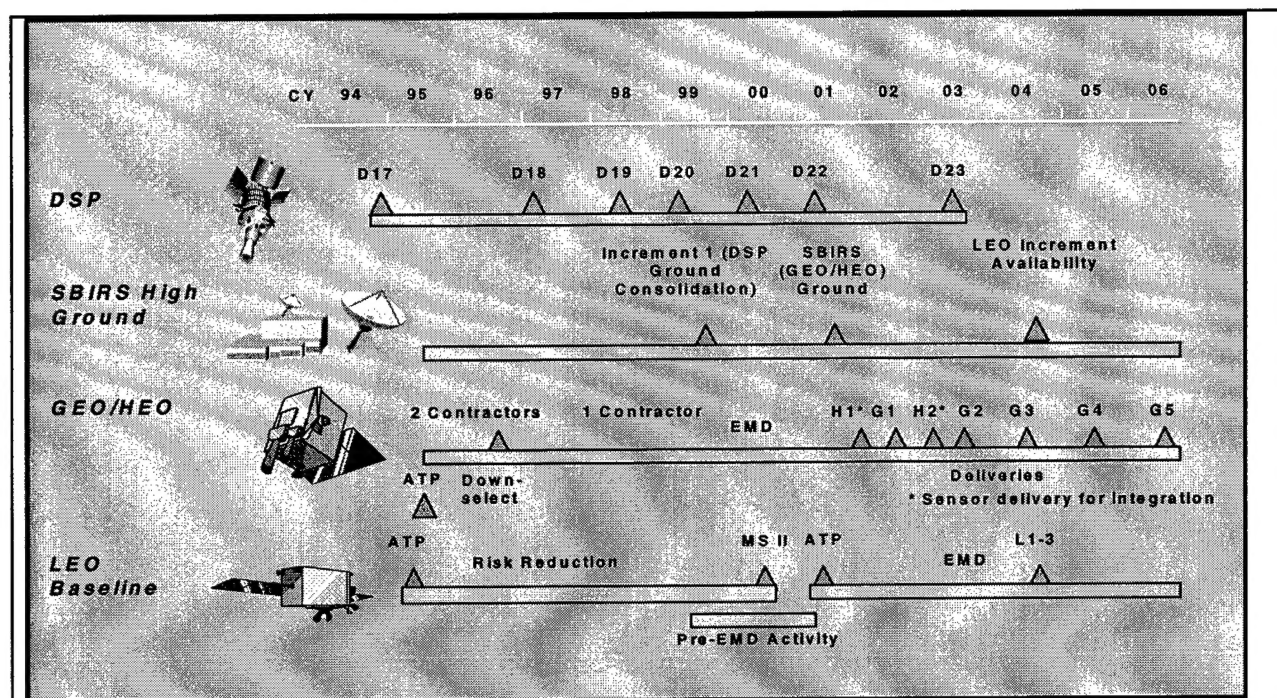 CY 94 95 96 97 98 99 00 01 02 03 04 05 06
D17 D18 D19 D20 D21 D22 D23
DSP
Increment 1 (DSP
Ground
Consolidation)
SBIRS
(GEO/HEO)
Ground
LEO Increment
Availability
SBIRS High
Ground
GEO/HEO
2 Contractors 1 Contractor EMD H1* G1 H2* G2 G3 G4 G5
ATP
Down-
select
Deliveries
* Sensor delivery for Integration
LEO
Baseline
ATP Risk Reduction MS II ATP EMD L1-3
Pre-EMD Activity